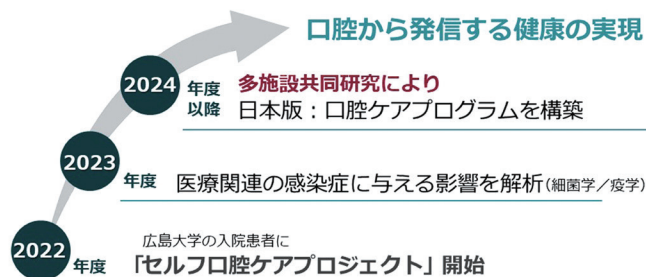 口腔から発信する健康の実現
2024 年度以降 多施設共同研究により
日本版：口腔ケアプログラムを構築
2023 年度 医療関連の感染症に与える影響を解析(細菌学／疫学)
広島大学の入院患者に
2022 年度 「セルフ口腔ケアプロジェクト」開始